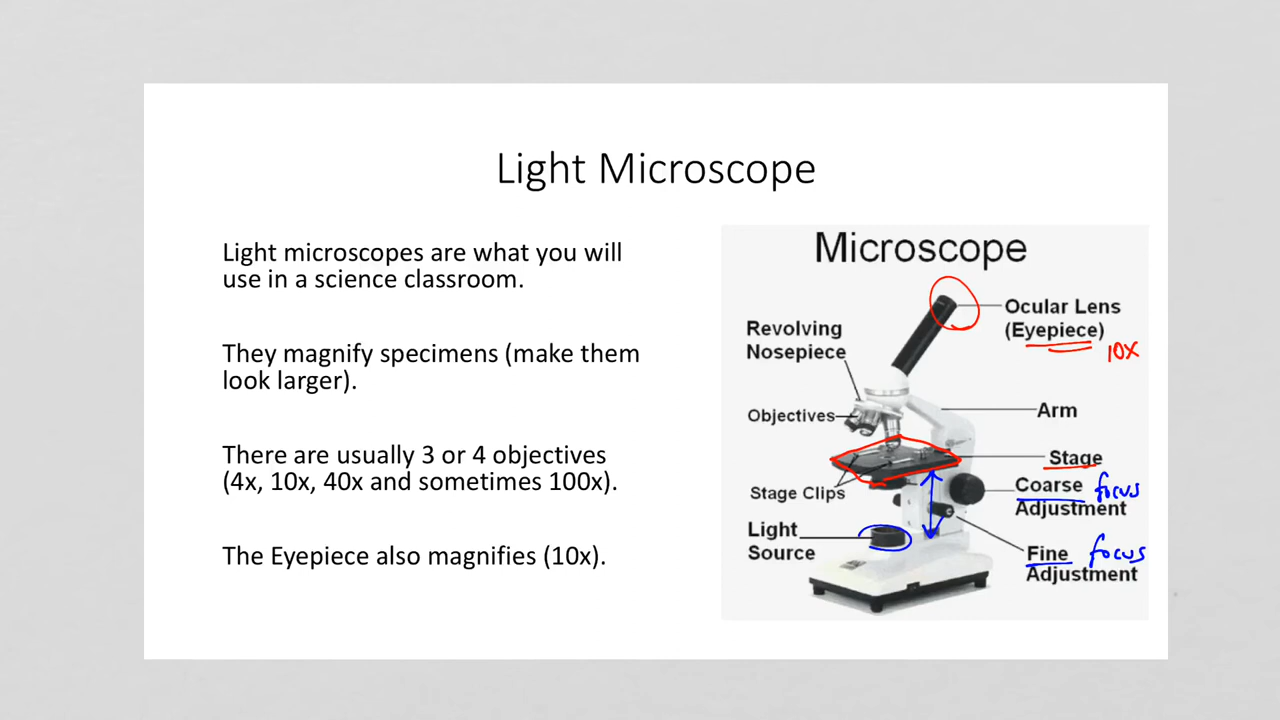 Light Microscope
Light microscopes are what you will
use in a science classroom.
They magnify specimens (make them
look larger).
There are usually 3 or 4 objectives
(4x, 10x, 40x and sometimes 100x).
The Eyepiece also magnifies (10x).
Microscope
Ocular Lens
(Eyepiece)
10x
Revolving
Nosepiece
Arm
Objectives
Stage
Stage Clips
Coarse focus
Adjustment
Light
Source
Fine focus
Adjustment